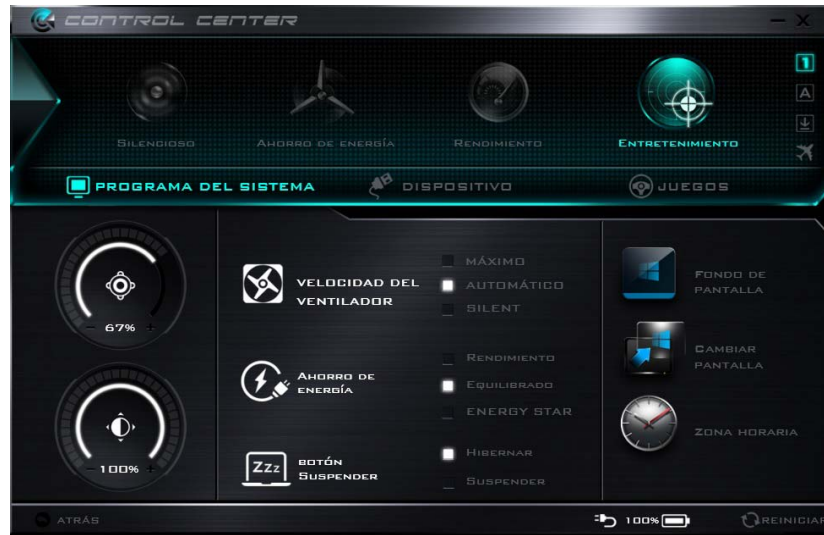 CONTROL CENTER
1
A
SILENCIOSO
AHORRO DE ENERGÍA
RENDIMIENTO
ENTRETENIMIENTO
PROGRAMA DEL SISTEMA
DISPOSITIVO
JUEGOS
67%
100%
VELOCIDAD DEL
VENTILADOR
MÁXIMO
AUTOMÁTICO
SILENT
AHORRO DE
ENERGÍA
RENDIMIENTO
EQUILIBRADO
ENERGY STAR
ZZZ
BOTÓN
SUSPENDER
HIBERNAR
SUSPENDER
FONDO DE
PANTALLA
CAMBIAR
PANTALLA
ZONA HORARIA
ATRÁS
100%
REINICIAR